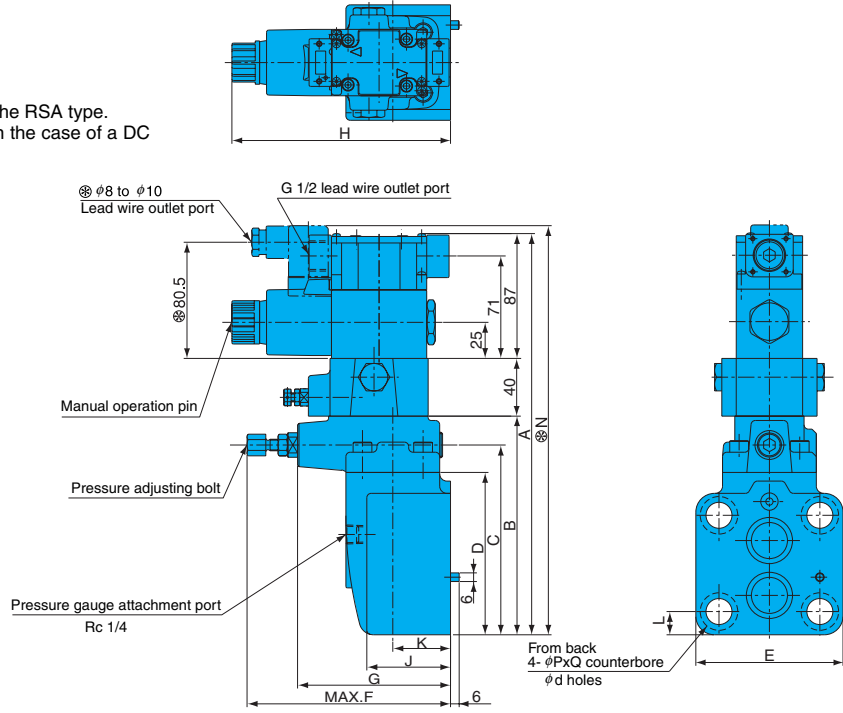 he RSA type.
n the case of a DC
H
⊛ φ8 to φ10
Lead wire outlet port
G 1/2 lead wire outlet port
⊛80.5
71
87
25
40
A
⊛N
Manual operation pin
Pressure adjusting bolt
B
C
D
6
Pressure gauge attachment port
Rc 1/4
K
J
G
MAX.F
6
L
E
From back
4- φPxQ counterbore
φd holes